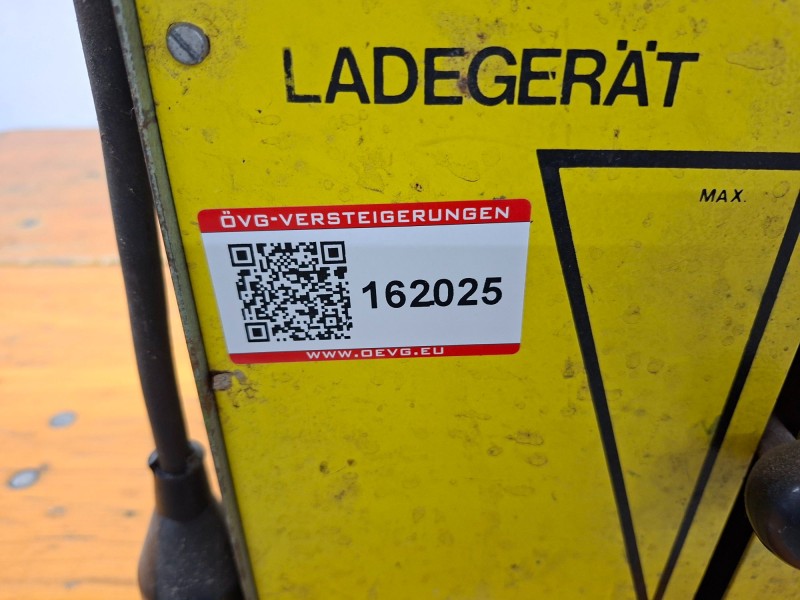 LADEGERÄT
MAX.
ÖVG-VERSTEIGERUNGEN
162025
WWW.OEVG.EU